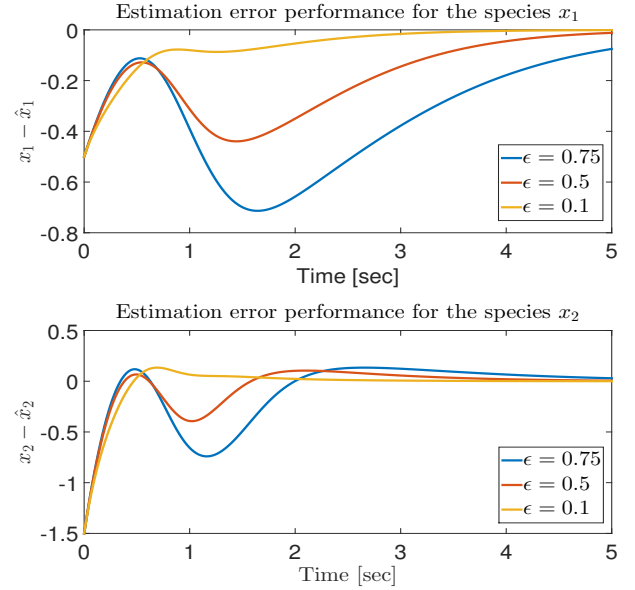 Estimation error performance for the species x₁
0
-0.2
-0.4
-0.6
-0.8
x₁ − x̂₁
ϵ = 0.75
ϵ = 0.5
ϵ = 0.1
0 1 2 3 4 5
Time [sec]
Estimation error performance for the species x₂
0.5
0
-0.5
-1
-1.5
x₂ − x̂₂
ϵ = 0.75
ϵ = 0.5
ϵ = 0.1
0 1 2 3 4 5
Time [sec]